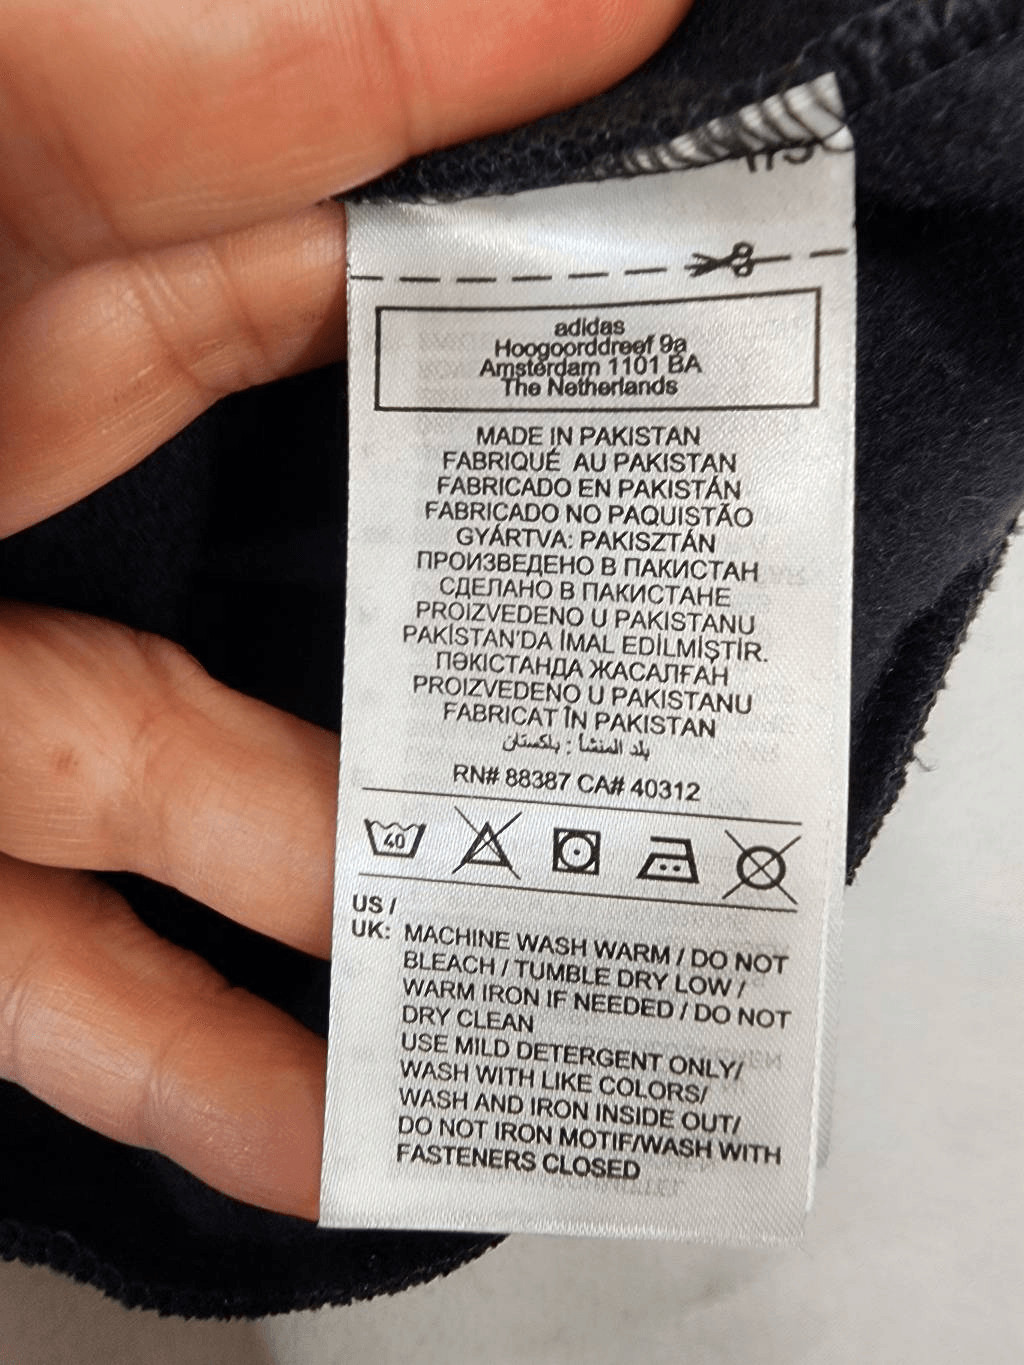 adidas
Hoogoorddreef 9a
Amsterdam 1101 BA
The Netherlands
MADE IN PAKISTAN
FABRIQUÉ AU PAKISTAN
FABRICADO EN PAKISTÁN
FABRICADO NO PAQUISTÃO
GYÁRTVA: PAKISZTÁN
ПРОИЗВЕДЕНО В ПАКИСТАН
СДЕЛАНО В ПАКИСТАНЕ
PROIZVEDENO U PAKISTANU
PAKİSTAN'DA İMAL EDİLMİŞTİR.
ПӘКІСТАНДА ЖАСАЛҒАН
PROIZVEDENO U PAKISTANU
FABRICAT ÎN PAKISTAN
بلد المنشأ : باكستان
RN# 88387 CA# 40312
40
US /
UK: MACHINE WASH WARM / DO NOT
BLEACH / TUMBLE DRY LOW /
WARM IRON IF NEEDED / DO NOT
DRY CLEAN
USE MILD DETERGENT ONLY/
WASH WITH LIKE COLORS/
WASH AND IRON INSIDE OUT/
DO NOT IRON MOTIF/WASH WITH
FASTENERS CLOSED